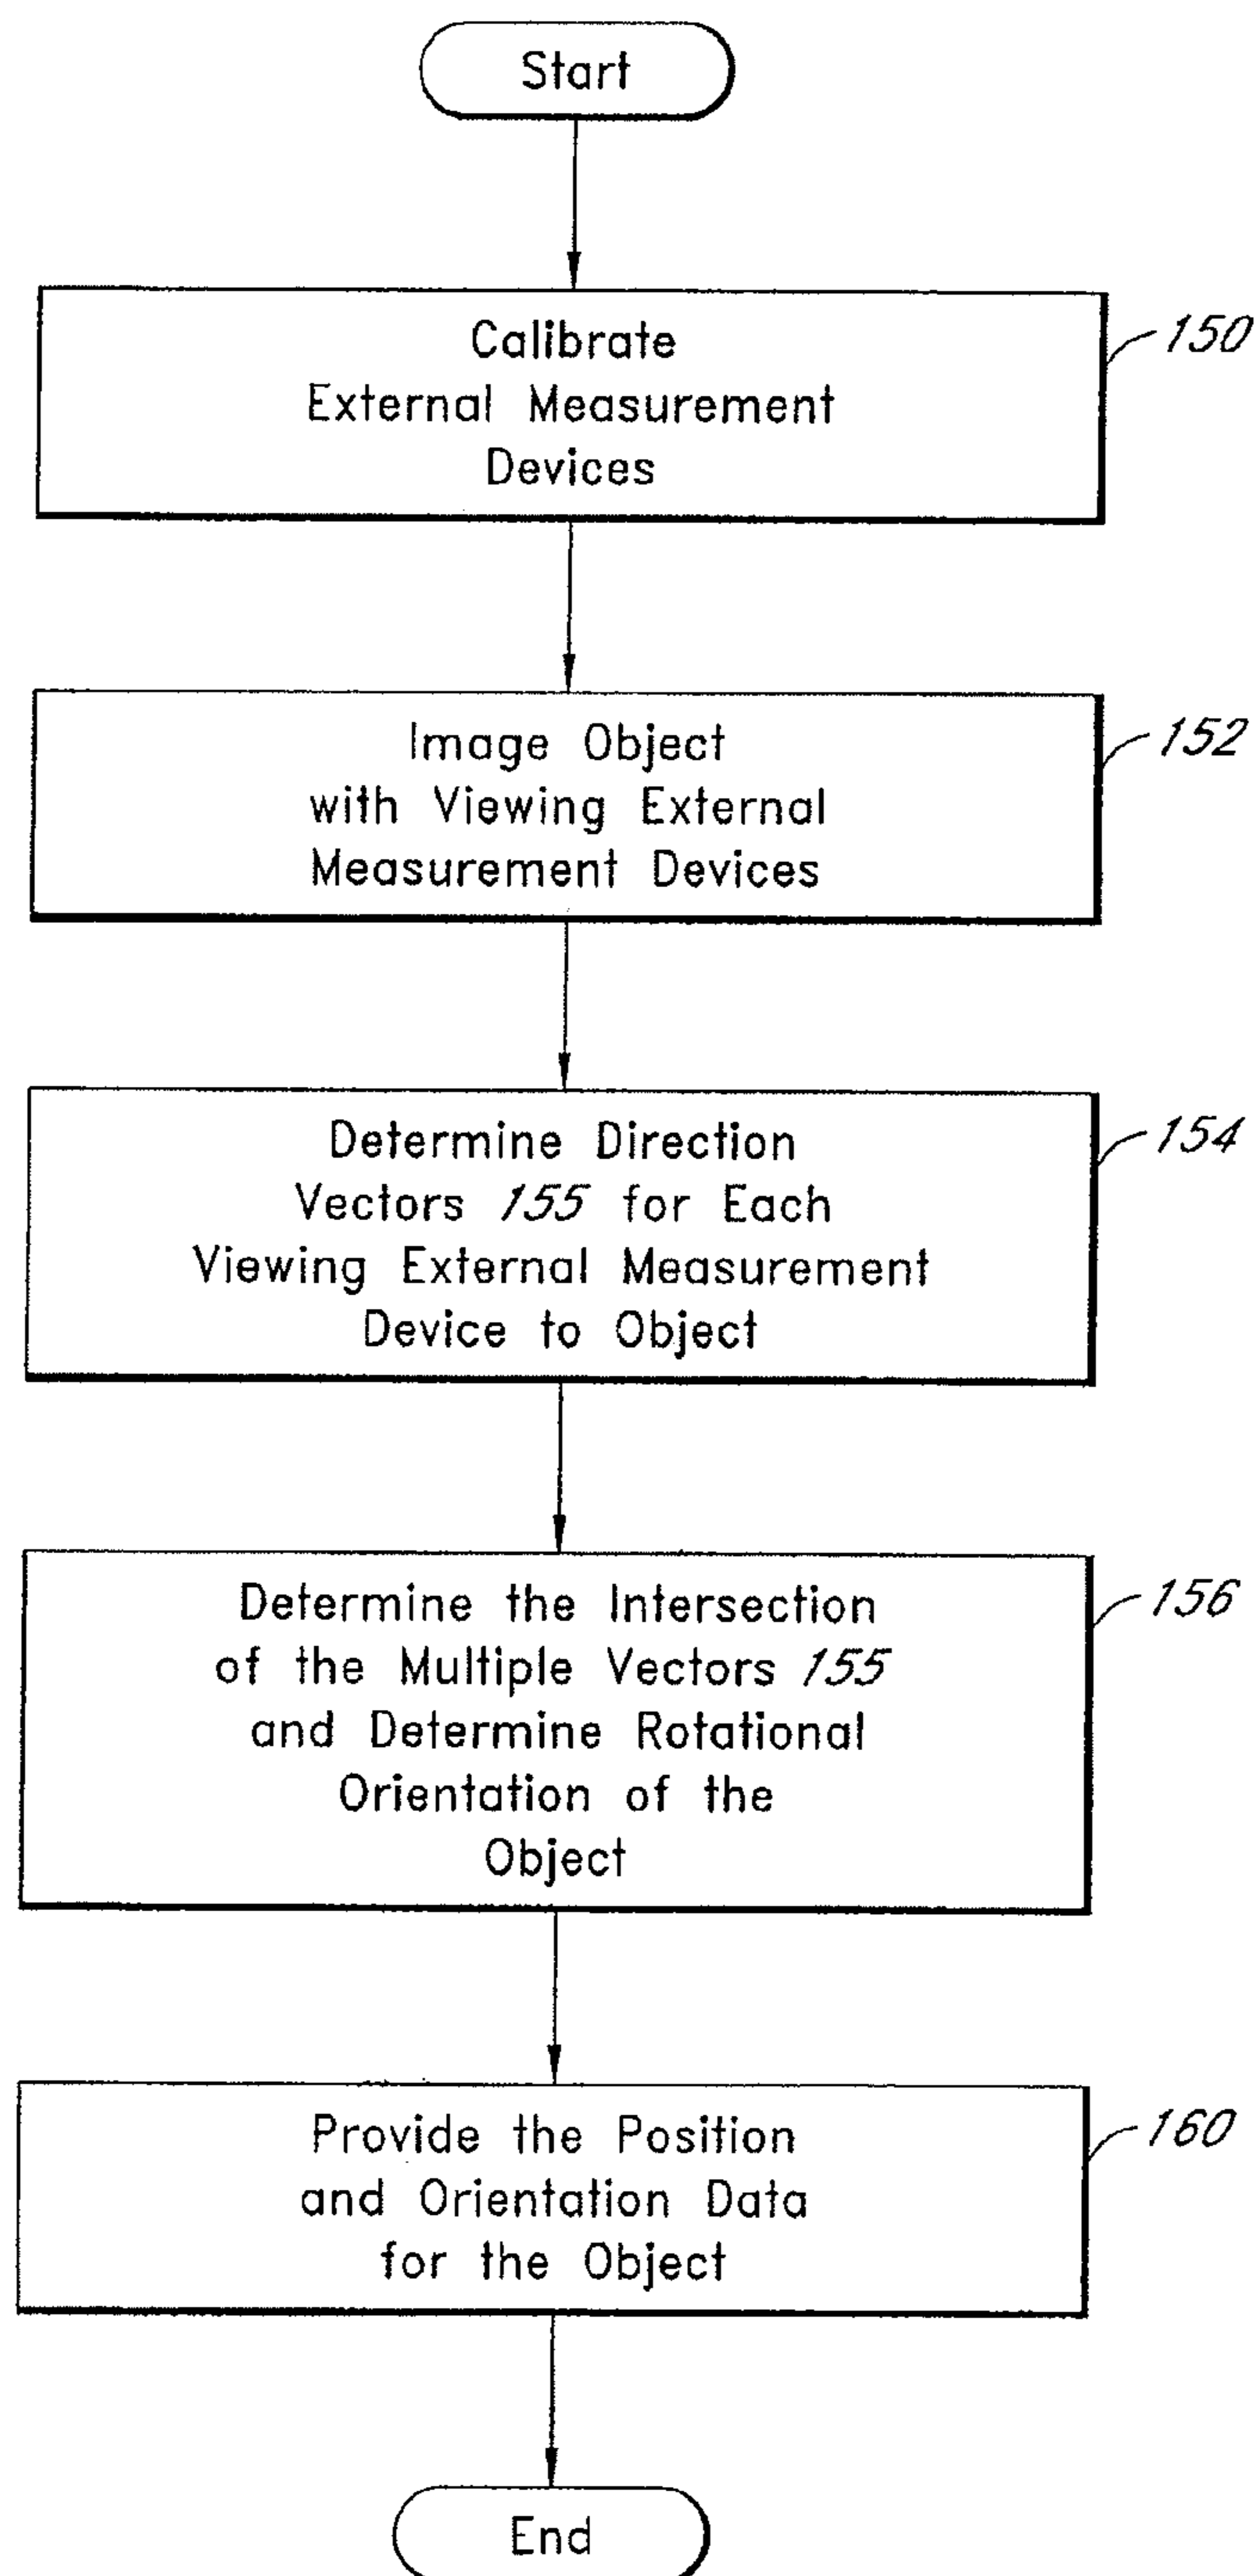 Start
Calibrate
External Measurement
Devices
150
Image Object
with Viewing External
Measurement Devices
152
Determine Direction
Vectors 155 for Each
Viewing External Measurement
Device to Object
154
Determine the Intersection
of the Multiple Vectors 155
and Determine Rotational
Orientation of the
Object
156
Provide the Position
and Orientation Data
for the Object
160
End